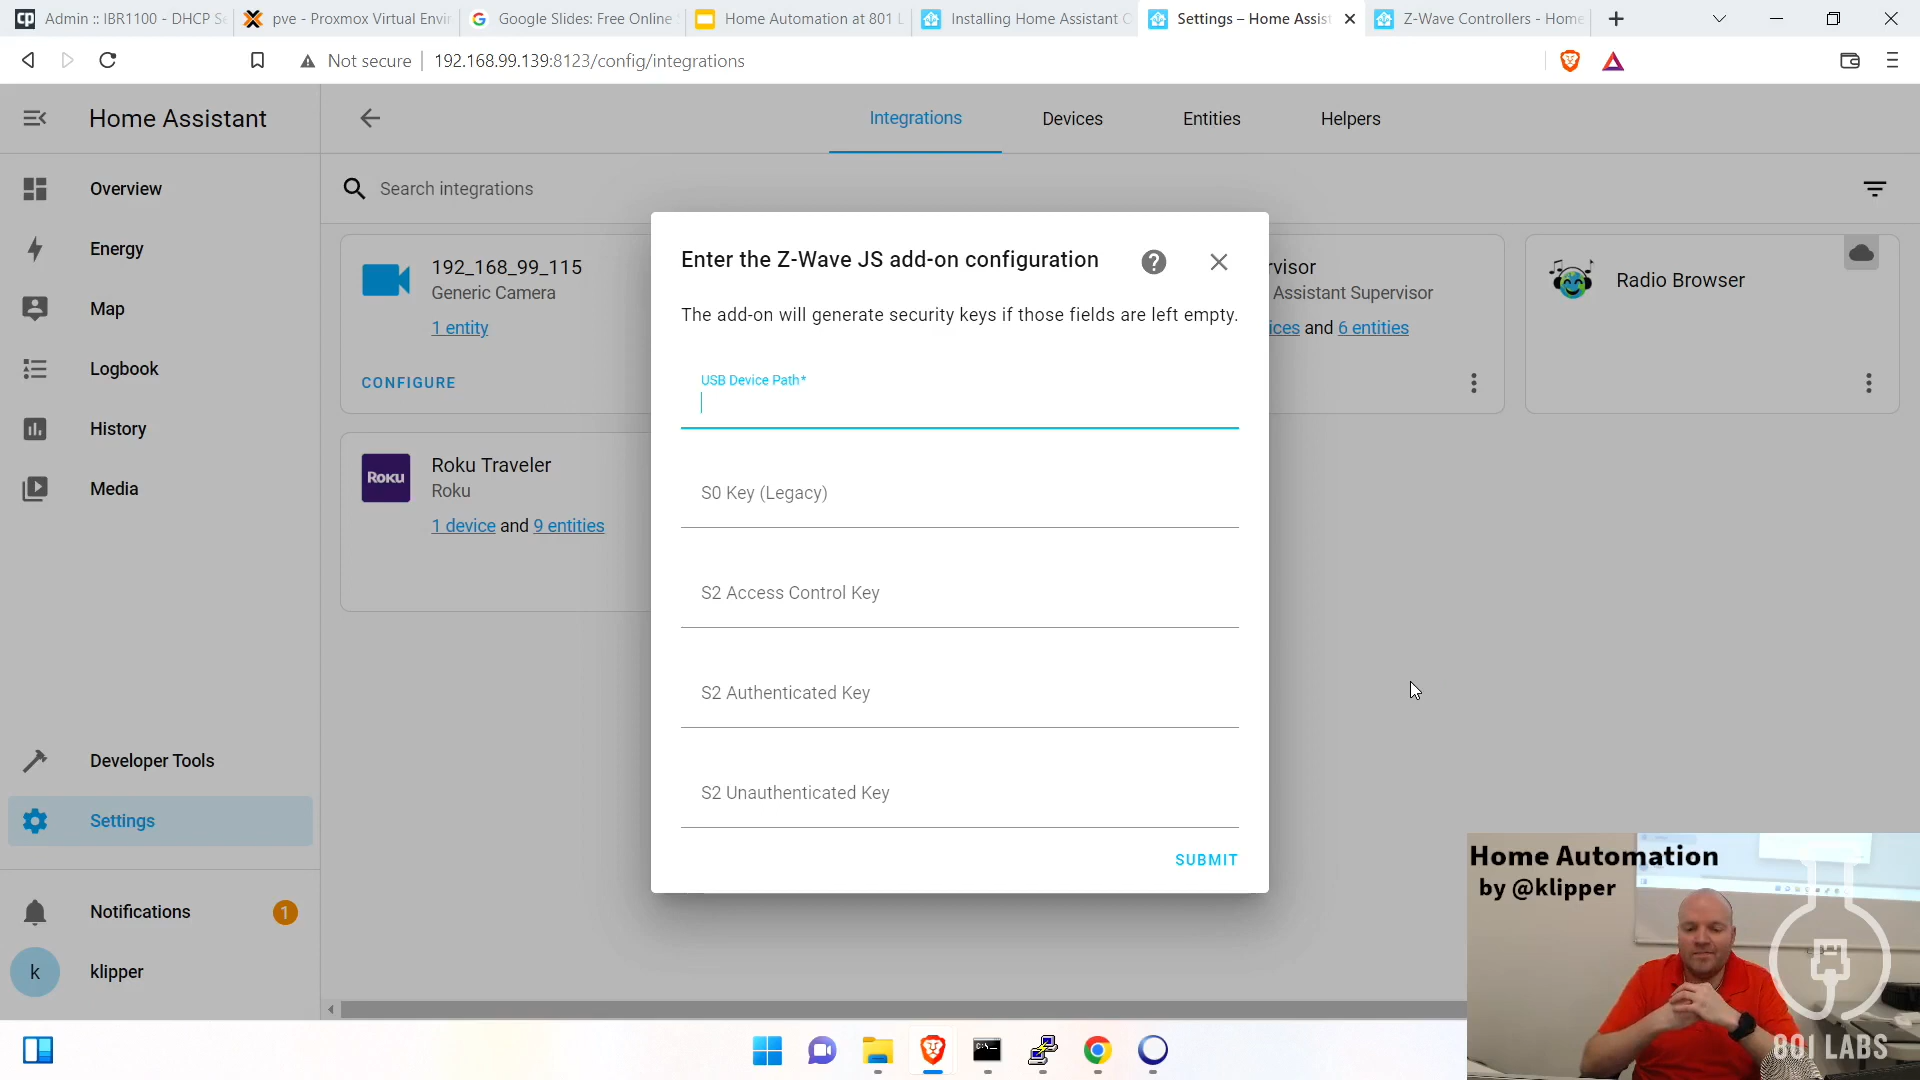 Admin :: IBR1100 - DHCP Se
pve - Proxmox Virtual Envir
Google Slides: Free Online
Home Automation at 801 L
Installing Home Assistant
Settings – Home Assist
Z-Wave Controllers - Home
Not secure
192.168.99.139:8123/config/integrations
Home Assistant
Integrations
Devices
Entities
Helpers
Overview
Energy
Map
Logbook
History
Media
Developer Tools
Settings
Notifications
1
k
klipper
Search integrations
192_168_99_115
Generic Camera
1 entity
CONFIGURE
Roku
Roku Traveler
Roku
1 device and 9 entities
rvisor
Assistant Supervisor
ices and 6 entities
Radio Browser
Enter the Z-Wave JS add-on configuration
The add-on will generate security keys if those fields are left empty.
USB Device Path*
S0 Key (Legacy)
S2 Access Control Key
S2 Authenticated Key
S2 Unauthenticated Key
SUBMIT
Home Automation
by @klipper
801 LABS